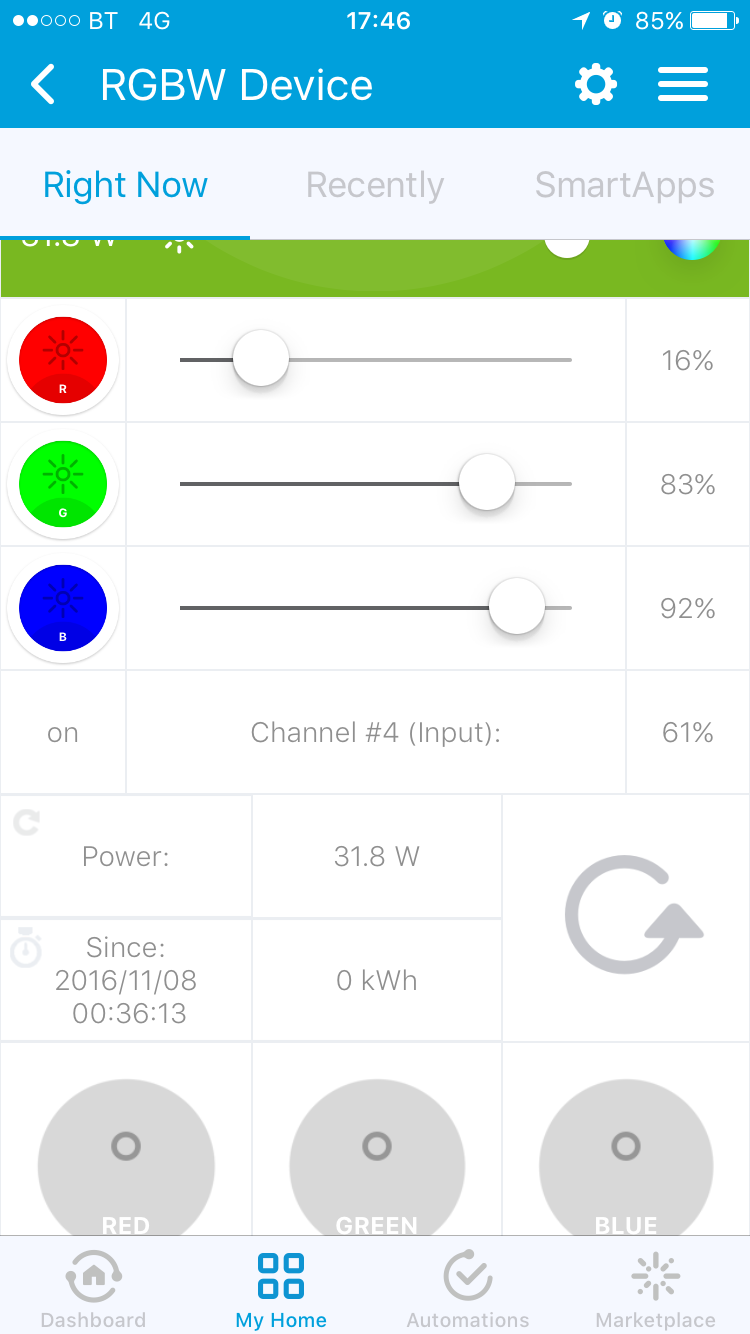 BT 4G 17:46 85%
RGBW Device
Right Now Recently SmartApps
31.8 W
R 16%
G 83%
B 92%
on Channel #4 (Input): 61%
Power: 31.8 W
Since:
2016/11/08 0 kWh
00:36:13
RED GREEN BLUE
Dashboard My Home Automations Marketplace